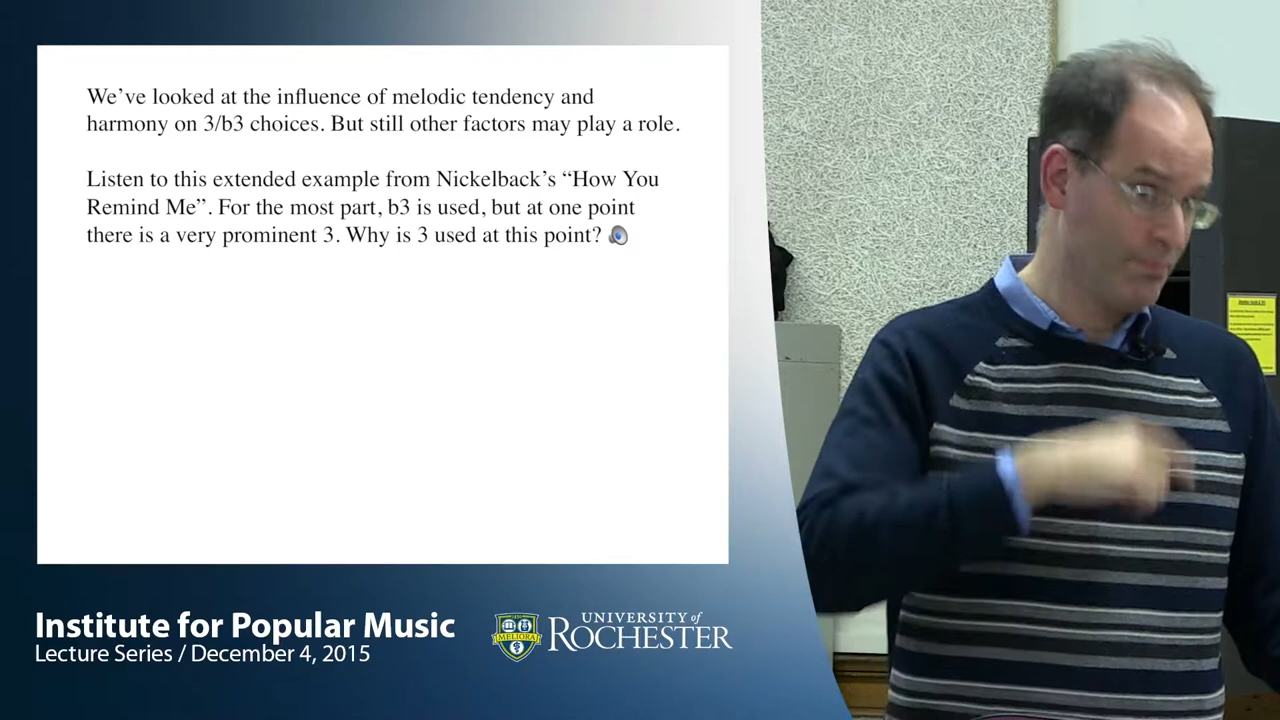 We’ve looked at the influence of melodic tendency and
harmony on 3/b3 choices. But still other factors may play a role.
Listen to this extended example from Nickelback’s “How You
Remind Me”. For the most part, b3 is used, but at one point
there is a very prominent 3. Why is 3 used at this point?
Institute for Popular Music
Lecture Series / December 4, 2015
MELIORA
UNIVERSITY of
ROCHESTER